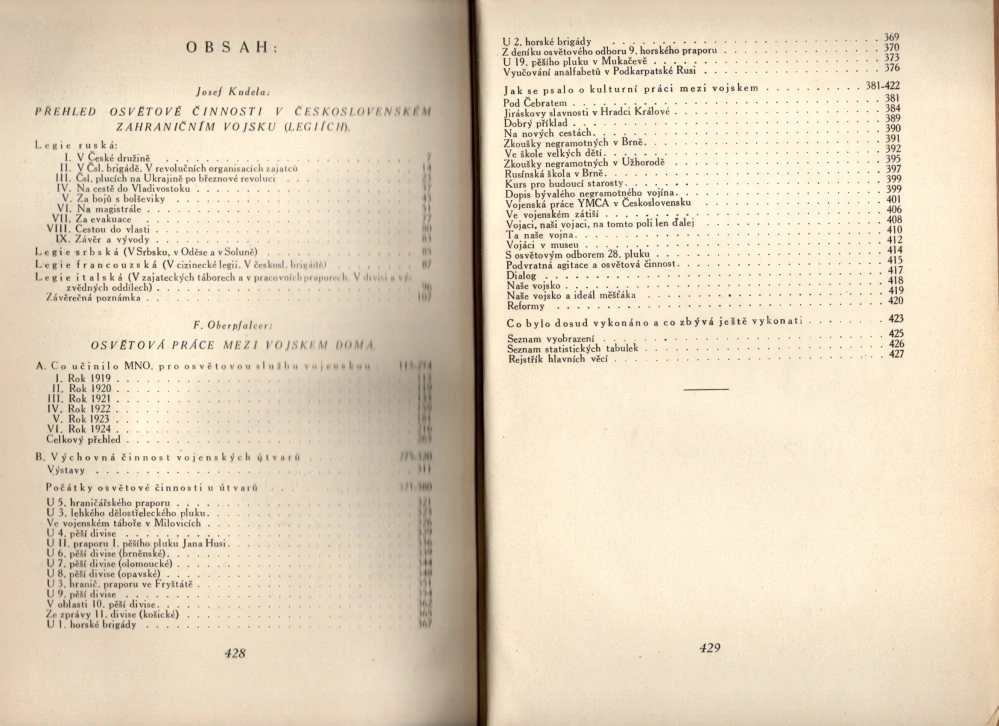 OBSAH:
Josef Kudela:
PŘEHLED OSVĚTOVÉ ČINNOSTI V ČESKOSLOVENSKÉM
ZAHRANIČNÍM VOJSKU (LEGIÍCH).
Legie ruská:
I. V České družině
II. V Čsl. brigádě. V revolučních organisacích zajatců
III. Čsl. plucích na Ukrajině po březnové revoluci
IV. Na cestě do Vladivostoku
V. Za bojů s bolševiky
VI. Na magistrále
VII. Za evakuace
VIII. Cestou do vlasti
IX. Závěr a vývody
Legie srbská (V Srbsku, v Oděse a v Soluně)
Legie francouzská (V cizinecké legii. V českosl. brigádě)
Legie italská (V zajateckých táborech a v pracovních praporech. V divisi a vý-
zvědných oddílech)
Závěrečná poznámka
F. Oberpfalcer:
OSVĚTOVÁ PRÁCE MEZI VOJSKEM DOMA.
A. Co učinilo MNO. pro osvětovou službu vojenskou
I. Rok 1919
II. Rok 1920
III. Rok 1921
IV. Rok 1922
V. Rok 1923
VI. Rok 1924
Celkový přehled
B. Výchovná činnost vojenských útvarů
Výstavy
Počátky osvětové činnosti u útvarů
U 5. hraničářského praporu
U 3. lehkého dělostřeleckého pluku.
Ve vojenském táboře v Milovicích
U 4. pěší divise
U II. praporu I. pěšího pluku Jana Husi.
U 6. pěší divise (brněnské).
U 7. pěší divise (olomoucké)
U 8. pěší divise (opavské)
U 3. hranič. praporu ve Fryštátě
U 9. pěší divise
V oblasti 10. pěší divise.
Ze zprávy 11. divise (košické)
U 1. horské brigády
428
U 2. horské brigády 369
Z deníku osvětového odboru 9. horského praporu 370
U 19. pěšího pluku v Mukačevě 373
Vyučování analfabetů v Podkarpatské Rusi 376
Jak se psalo o kulturní práci mezi vojskem 381-422
Pod Čebratem 381
Jiráskovy slavnosti v Hradci Králové 384
Dobrý příklad 389
Na nových cestách. 390
Zkoušky negramotných v Brně. 391
Ve škole velkých dětí. 392
Zkoušky negramotných v Užhorodě 395
Rusínská škola v Brně. 397
Kurs pro budoucí starosty. 399
Dopis bývalého negramotného vojína. 399
Vojenská práce YMCA v Československu 401
Ve vojenském zátiší 406
Vojáci, naši vojáci, na tomto poli len ďalej 408
Ta naše vojna. 410
Vojáci v museu 412
S osvětovým odborem 28. pluku 414
Podvratná agitace a osvětová činnost. 415
Dialog 417
Naše vojsko 418
Naše vojsko a ideál měšťáka 419
Reformy 420
Co bylo dosud vykonáno a co zbývá ještě vykonati 423
Seznam vyobrazení 425
Seznam statistických tabulek 426
Rejstřík hlavních věcí 427
429